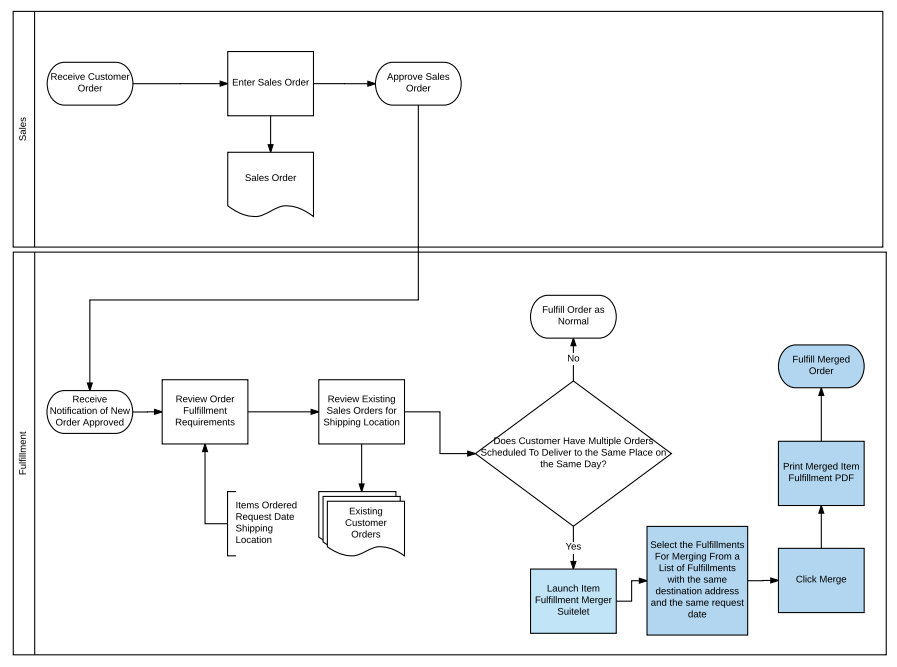 Sales
Receive Customer
Order
Enter Sales Order
Approve Sales
Order
Sales Order
Fulfillment
Fulfill Order as
Normal
No
Fulfill Merged
Order
Receive
Notification of New
Order Approved
Review Order
Fulfillment
Requirements
Review Existing
Sales Orders for
Shipping Location
Does Customer Have Multiple Orders
Scheduled To Deliver to the Same Place on
the Same Day?
Print Merged Item
Fulfillment PDF
Items Ordered
Request Date
Shipping
Location
Existing
Customer
Orders
Yes
Launch Item
Fulfillment Merger
Suitelet
Select the Fulfillments
For Merging From a
List of Fulfillments
with the same
destination address
and the same request
date
Click Merge